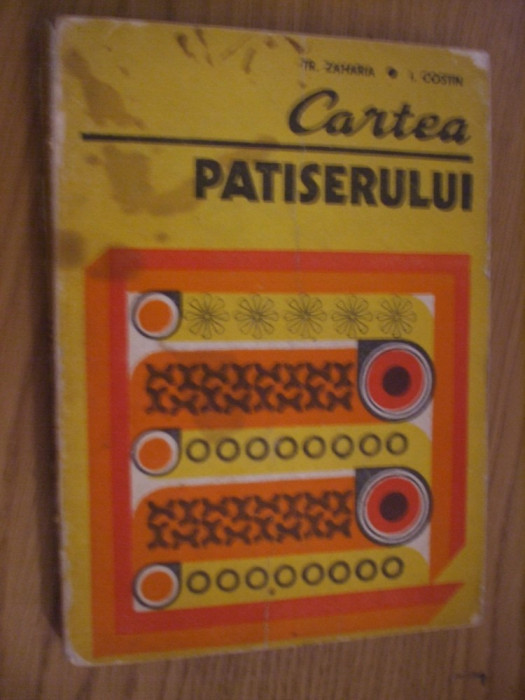 TR. ZAHARIA • I. COSTIN
Cartea
PATISERULUI